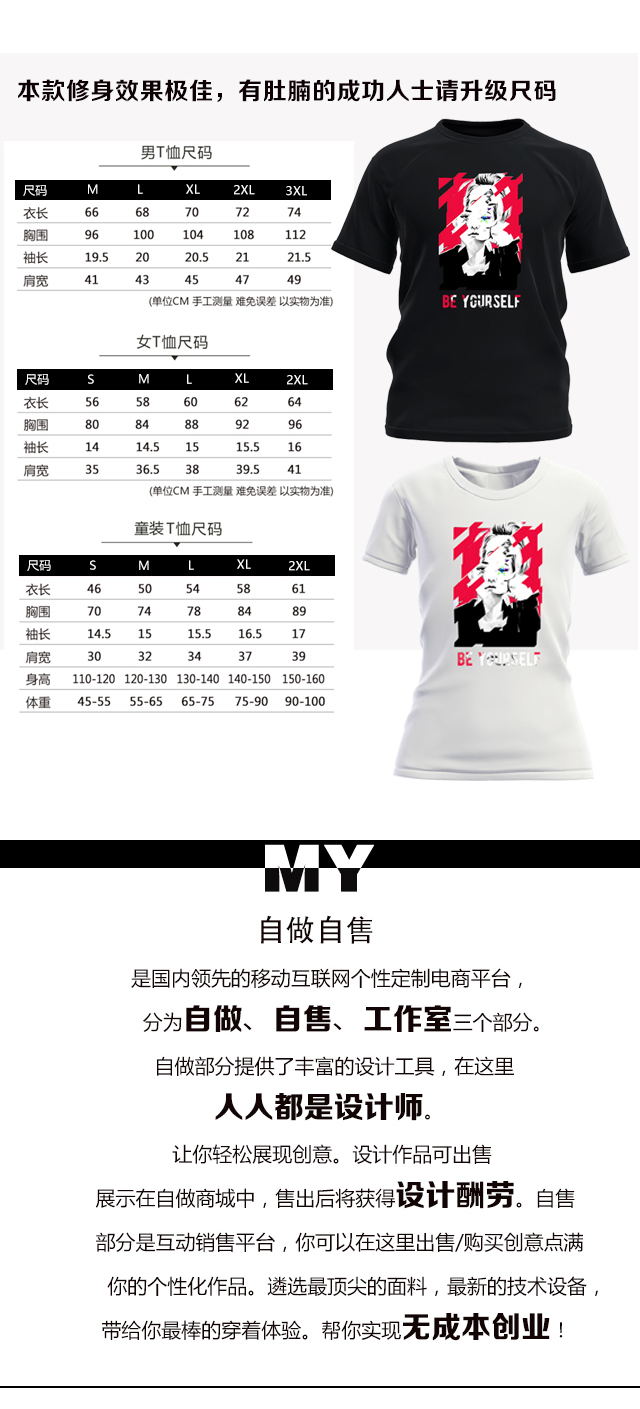 本款修身效果极佳，有肚腩的成功人士请升级尺码
男T恤尺码
尺码 M L XL 2XL 3XL
衣长 66 68 70 72 74
胸围 96 100 104 108 112
袖长 19.5 20 20.5 21 21.5
肩宽 41 43 45 47 49
(单位CM 手工测量 难免误差 以实物为准)
BE YOURSELF
女T恤尺码
尺码 S M L XL 2XL
衣长 56 58 60 62 64
胸围 80 84 88 92 96
袖长 14 14.5 15 15.5 16
肩宽 35 36.5 38 39.5 41
(单位CM 手工测量 难免误差 以实物为准)
童装T恤尺码
尺码 S M L XL 2XL
衣长 46 50 54 58 61
胸围 70 74 78 84 89
袖长 14.5 15 15.5 16.5 17
肩宽 30 32 34 37 39
身高 110-120 120-130 130-140 140-150 150-160
体重 45-55 55-65 65-75 75-90 90-100
BE YOURSELF
MY
自做自售
是国内领先的移动互联网个性定制电商平台，
分为自做、自售、工作室三个部分。
自做部分提供了丰富的设计工具，在这里
人人都是设计师。
让你轻松展现创意。设计作品可出售
展示在自做商城中，售出后将获得设计酬劳。自售
部分是互动销售平台，你可以在这里出售/购买创意点满
你的个性化作品。遴选最顶尖的面料，最新的技术设备，
带给你最棒的穿着体验。帮你实现无成本创业！